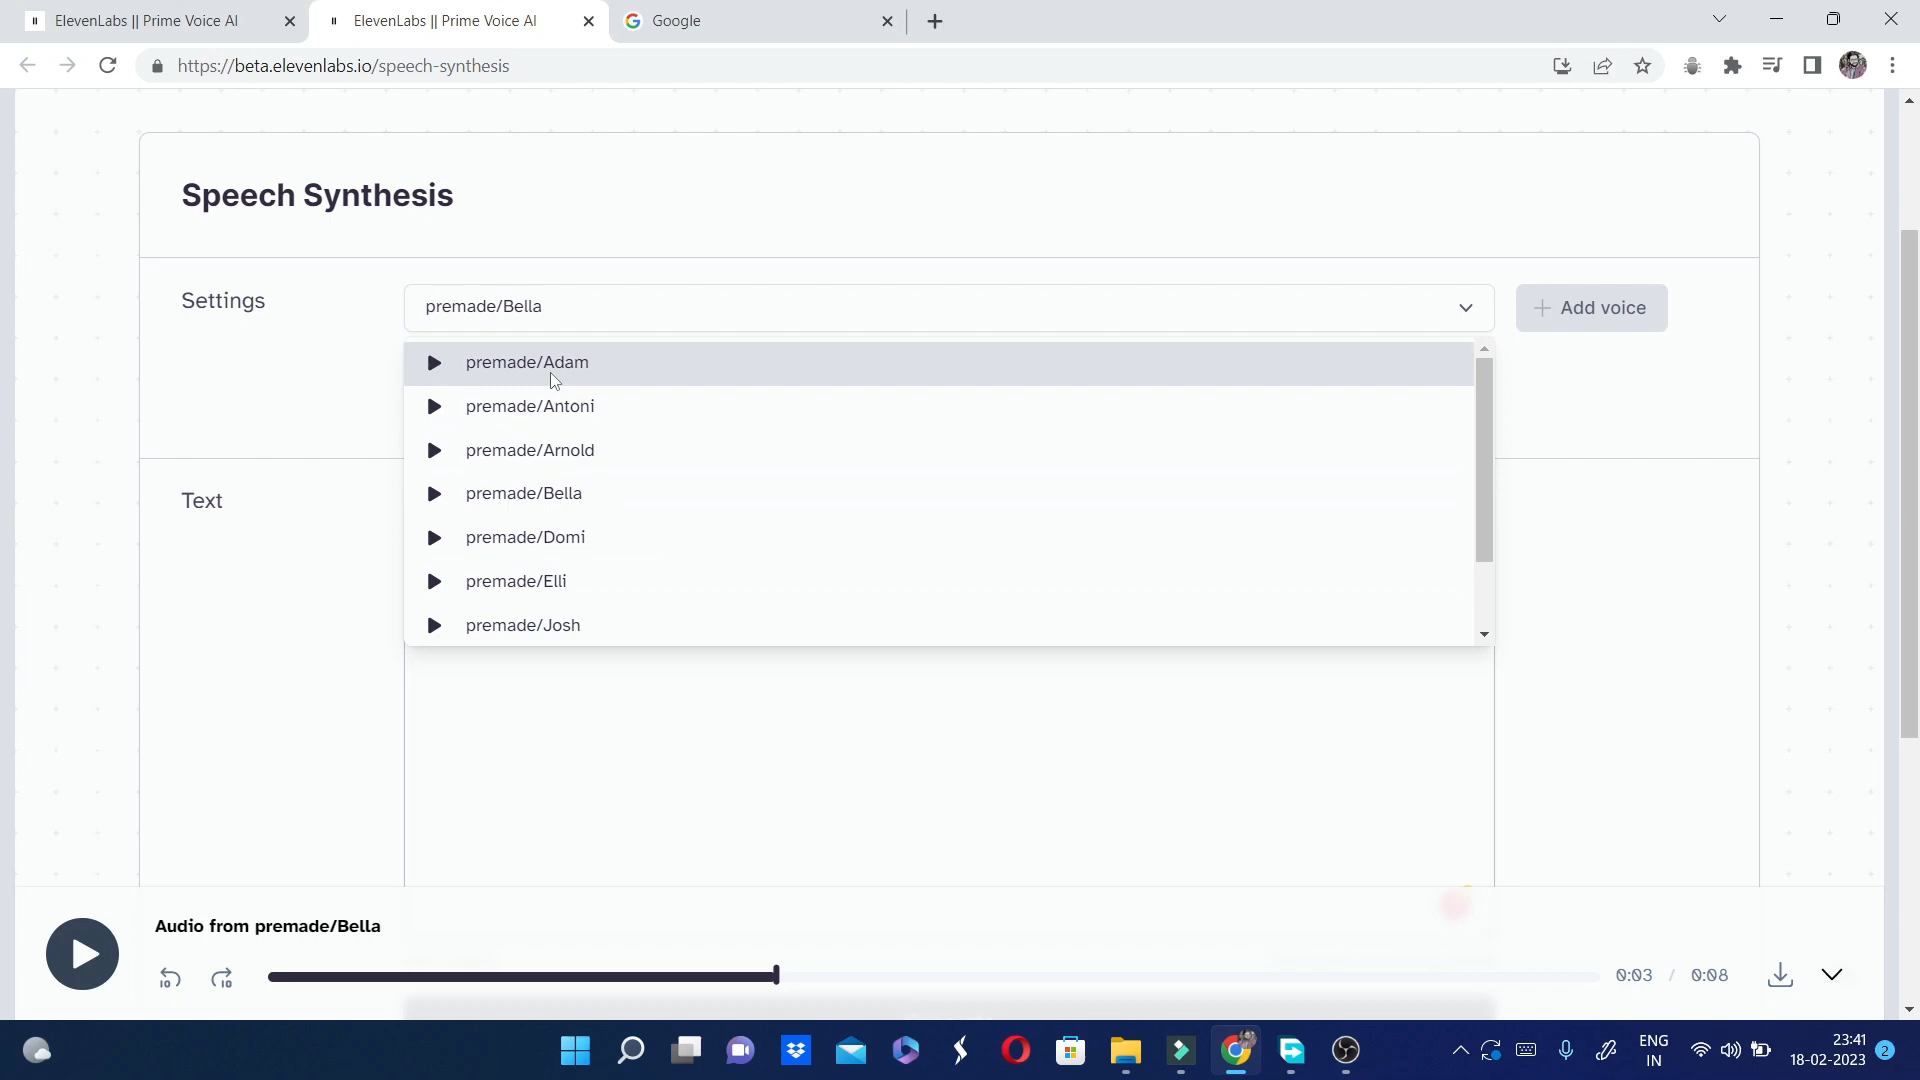 ElevenLabs || Prime Voice AI
ElevenLabs || Prime Voice AI
Google
https://beta.elevenlabs.io/speech-synthesis
Speech Synthesis
Settings
premade/Bella
Add voice
premade/Adam
premade/Antoni
premade/Arnold
premade/Bella
premade/Domi
premade/Elli
premade/Josh
Text
Audio from premade/Bella
10
10
0:03 / 0:08
ENG
IN
23:41
18-02-2023
2